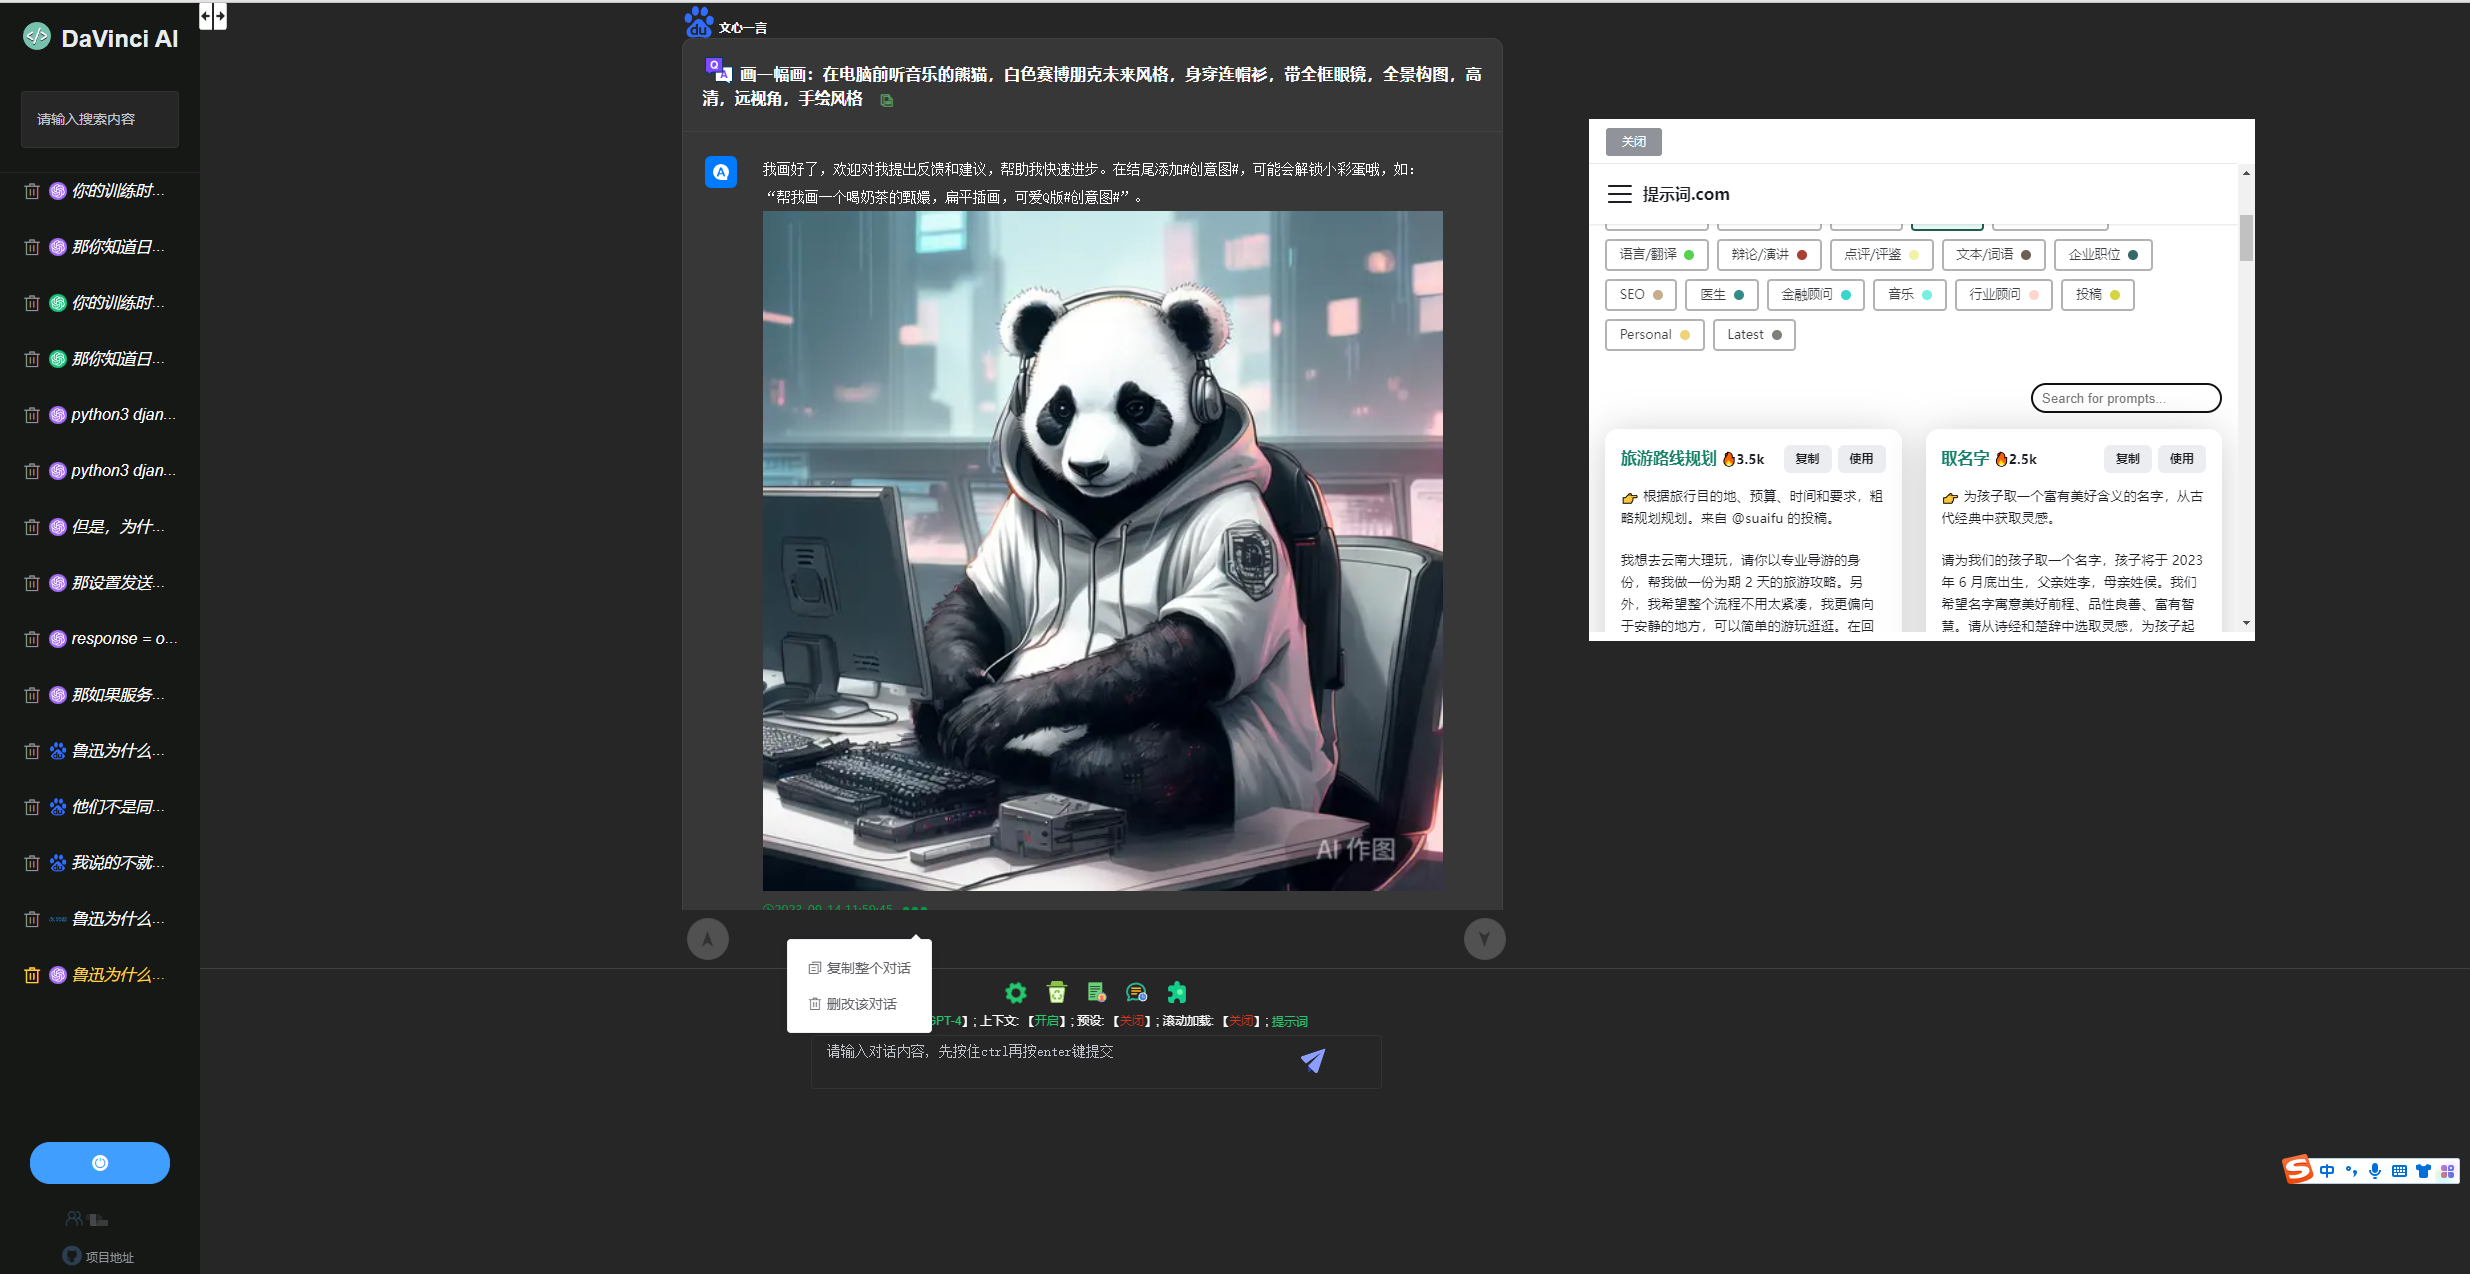 DaVinci AI
请输入搜索内容
你的训练时...
那你知道日...
你的训练时...
那你知道日...
python3 djan...
python3 djan...
但是，为什...
那设置发送...
response = o...
那如果服务...
鲁迅为什么...
他们不是同...
我说的不就...
鲁迅为什么...
鲁迅为什么...
项目地址
du 文心一言
画一幅画：在电脑前听音乐的熊猫，白色赛博朋克未来风格，身穿连帽衫，带全框眼镜，全景构图，高
清，远视角，手绘风格
我画好了，欢迎对我提出反馈和建议，帮助我快速进步。在结尾添加#创意图#，可能会解锁小彩蛋哦，如：
“帮我画一个喝奶茶的甄嬛，扁平插画，可爱Q版#创意图#”。
AI 作图
2023-09-14 11:59:45
复制整个对话
删改该对话
GPT-4】; 上下文: 【开启】; 预设: 【关闭】; 滚动加载: 【关闭】; 提示词
请输入对话内容，先按住ctrl再按enter键提交
关闭
提示词.com
语言/翻译 辩论/演讲 点评/评鉴 文本/词语 企业职位
SEO 医生 金融顾问 音乐 行业顾问 投稿
Personal Latest
Search for prompts...
旅游路线规划 🔥3.5k 复制 使用
👉 根据旅行目的地、预算、时间和要求，粗
略规划规划。来自 @suaifu 的投稿。
我想去云南大理玩，请你以专业导游的身
份，帮我做一份为期 2 天的旅游攻略。另
外，我希望整个流程不用太紧凑，我更偏向
于安静的地方，可以简单的游玩逛逛。在回
取名字 🔥2.5k 复制 使用
👉 为孩子取一个富有美好含义的名字，从古
代经典中获取灵感。
请为我们的孩子取一个名字，孩子将于 2023
年 6 月底出生，父亲姓李，母亲姓侯。我们
希望名字寓意美好前程、品性良善、富有智
慧。请从诗经和楚辞中选取灵感，为孩子起
中